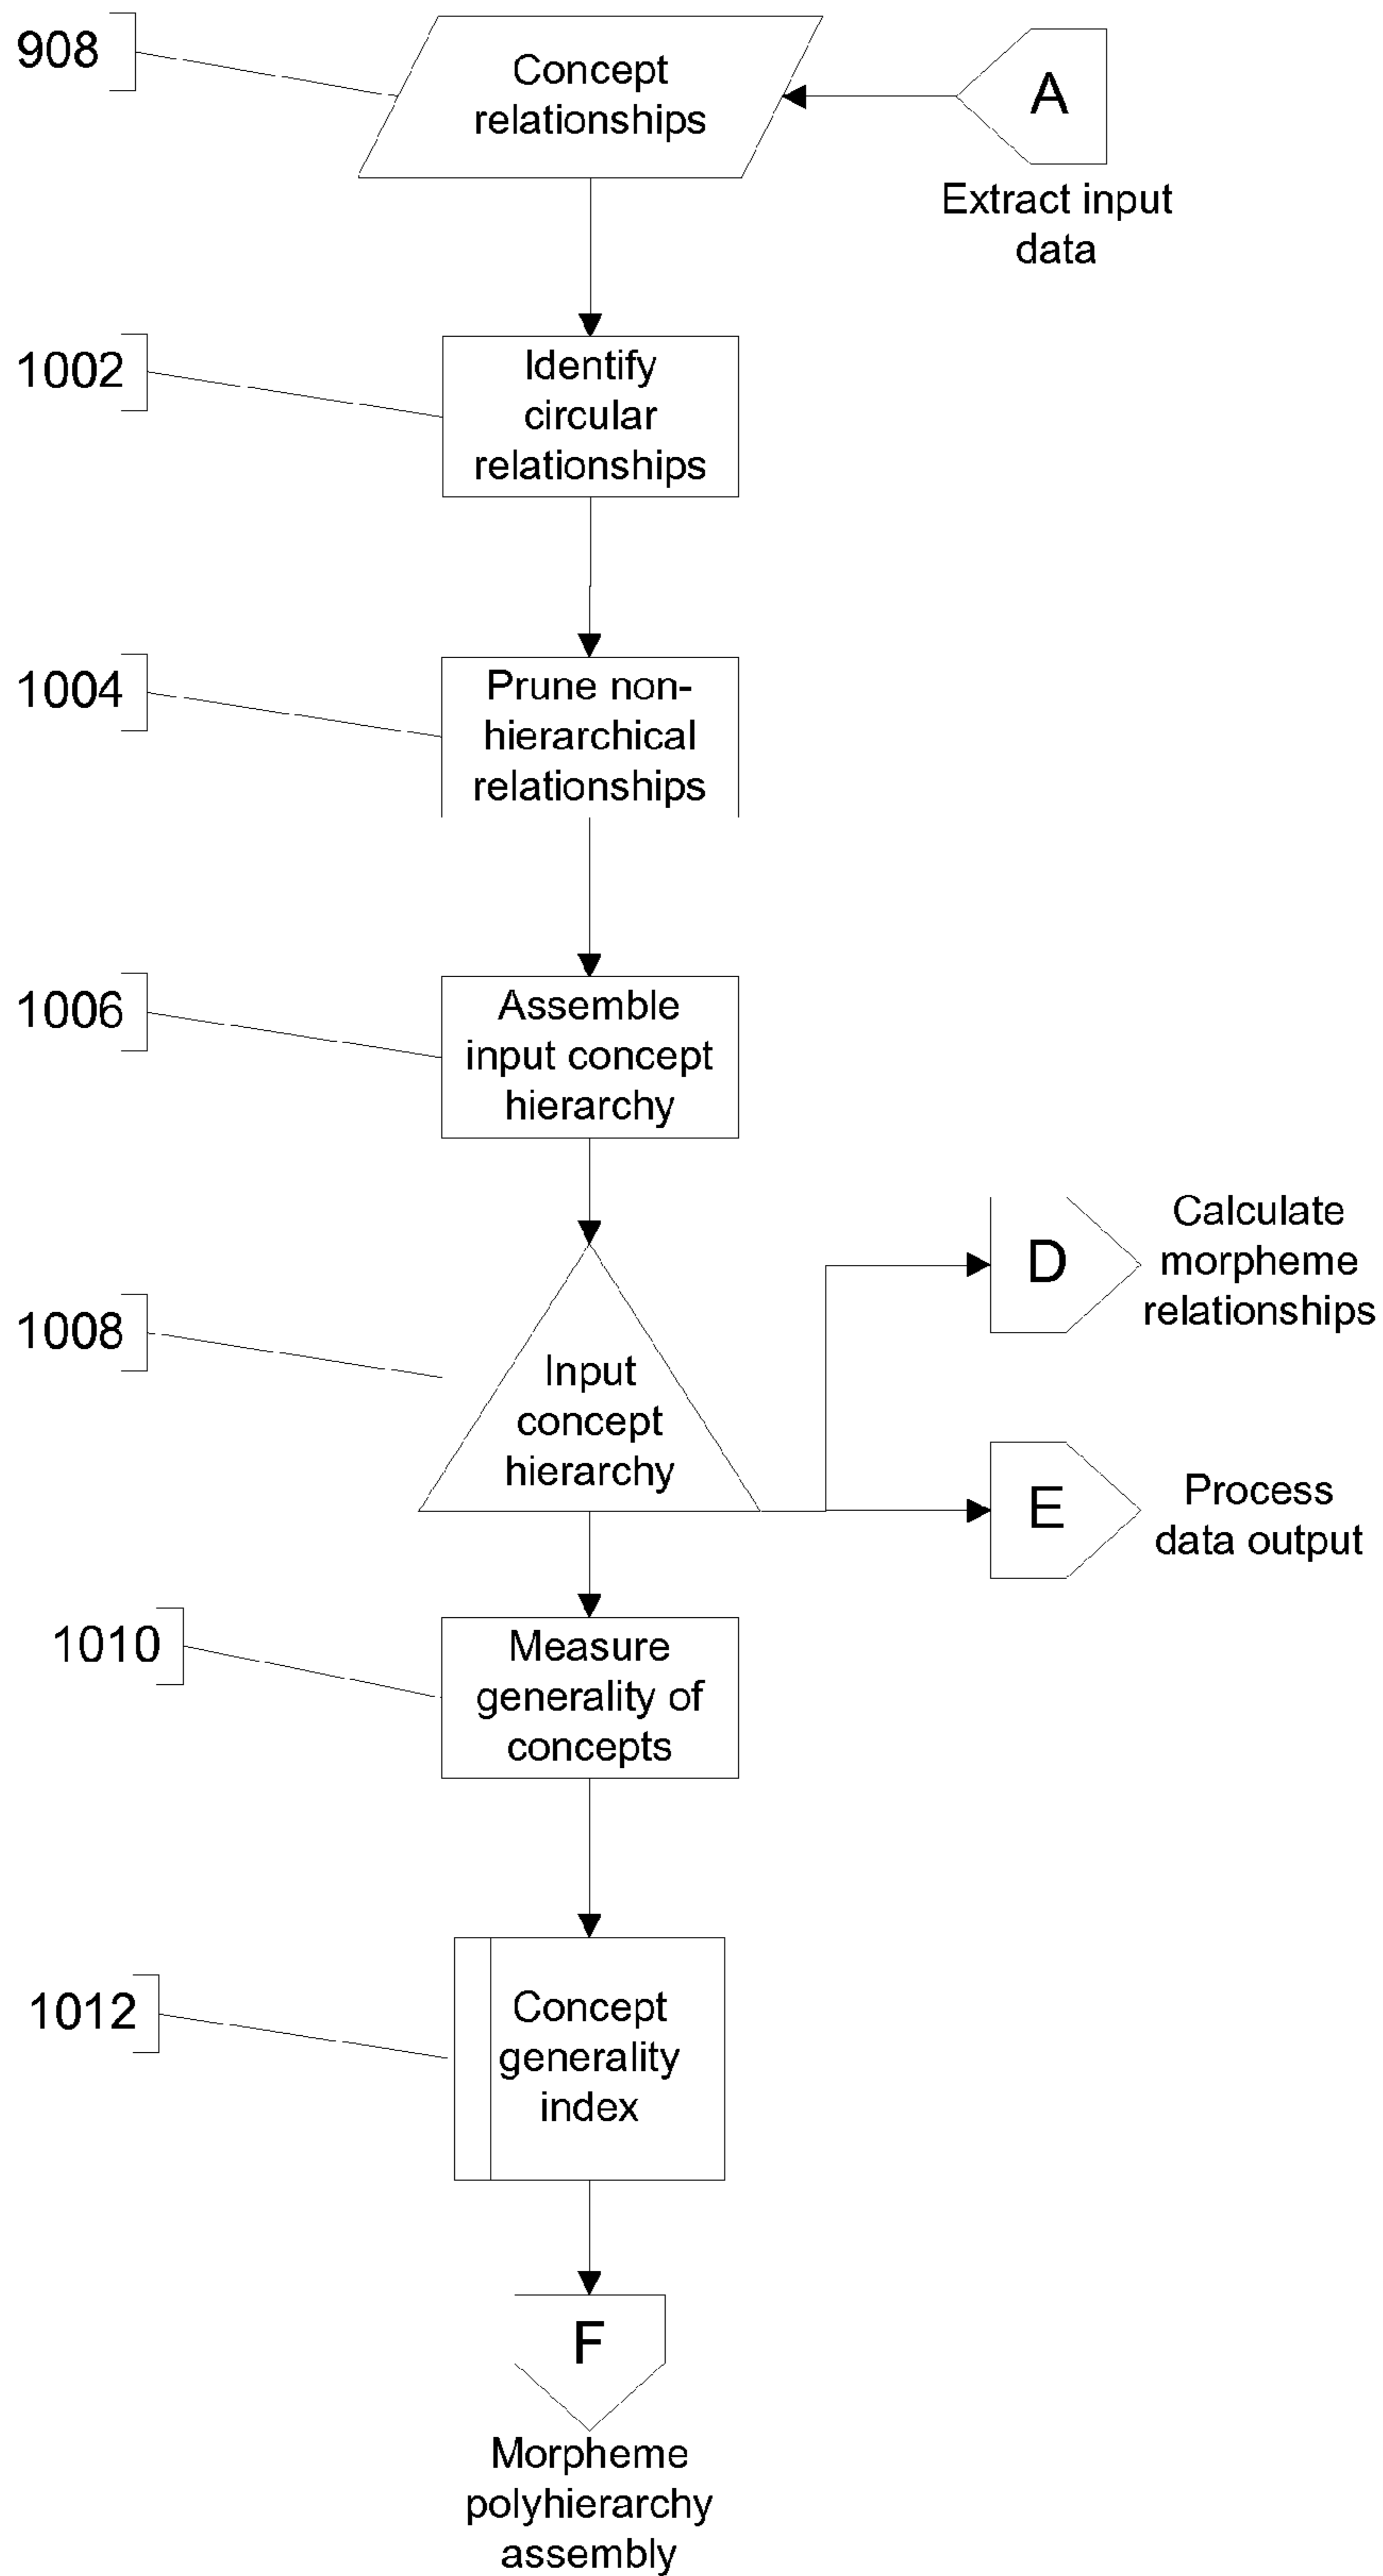 908
Concept
relationships
A
Extract input
data
1002
Identify
circular
relationships
1004
Prune non-
hierarchical
relationships
1006
Assemble
input concept
hierarchy
1008
Input
concept
hierarchy
D
Calculate
morpheme
relationships
E
Process
data output
1010
Measure
generality of
concepts
1012
Concept
generality
index
F
Morpheme
polyhierarchy
assembly